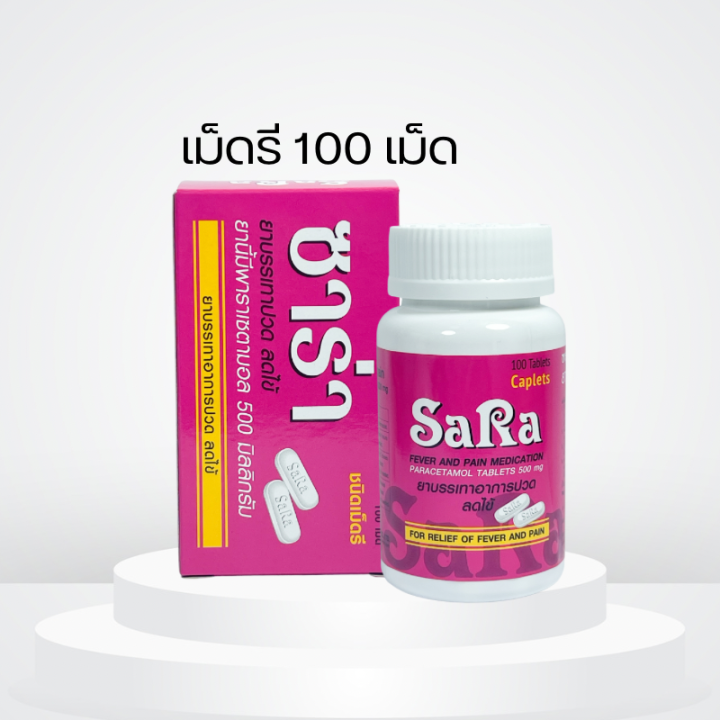 เม็ดรี 100 เม็ด
SaRa
ซาร่า
ยาบรรเทาปวด ลดไข้
ยานี้มีพาราเซตามอล 500 มิลลิกรัม
ยาบรรเทาอาการปวด ลดไข้
SaRa
SaRa
ชนิดเม็ดรี
100 Tablets
Caplets
SaRa
FEVER AND PAIN MEDICATION
PARACETAMOL TABLETS 500 mg
ยาบรรเทาอาการปวด
ลดไข้
SaRa
FOR RELIEF OF FEVER AND PAIN